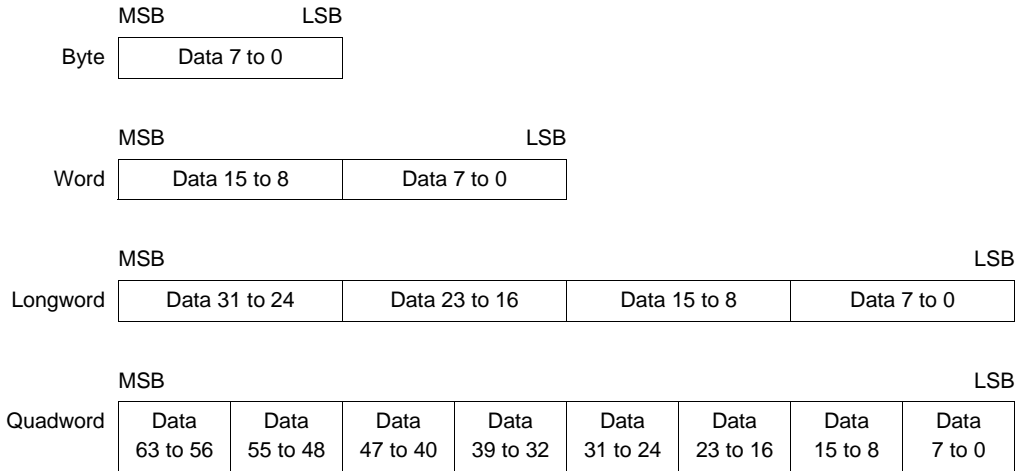 MSB LSB
Byte Data 7 to 0
MSB LSB
Word Data 15 to 8 Data 7 to 0
MSB LSB
Longword Data 31 to 24 Data 23 to 16 Data 15 to 8 Data 7 to 0
MSB LSB
Quadword Data Data Data Data Data Data Data Data
63 to 56 55 to 48 47 to 40 39 to 32 31 to 24 23 to 16 15 to 8 7 to 0